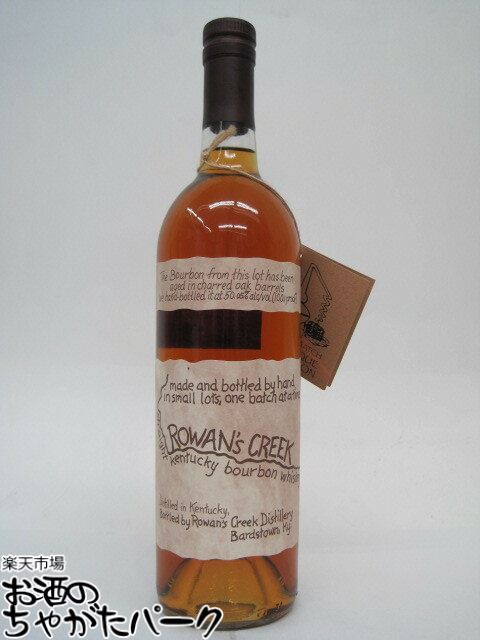 The Bourbon from this lot has been
aged in charred oak barrels
we hand-bottled it at 50.05% alc/vol (100.1 proof)
made and bottled by hand
in small lots, one batch at a time
straight
ROWAN'S CREEK
kentucky bourbon
Distilled in Kentucky,
Bottled by Rowan's Creek Distillery
Bardstown Ky.
BATCH
楽天市場
お酒の
ちゃがたパーク